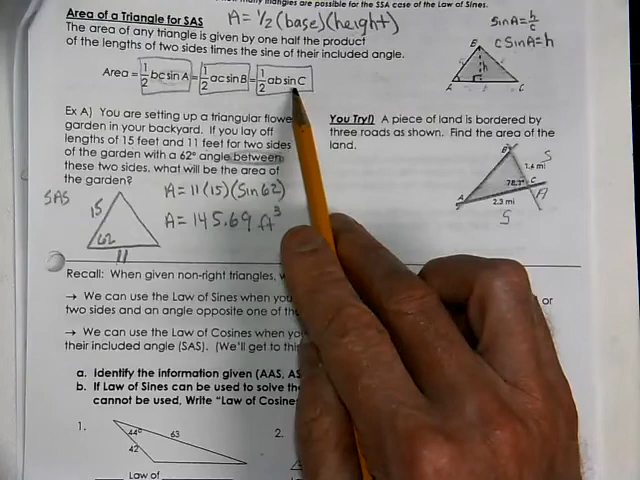 many triangles are possible for the SSA case of the Law of Sines.
Area of a Triangle for SAS
A = 1/2 (base)(height)
The area of any triangle is given by one half the product
of the lengths of two sides times the sine of their included angle.
Area = 1/2 bc sin A = 1/2 ac sin B = 1/2 ab sin C
sin A = h/c
c Sin A = h
B
h
A
C
Ex A) You are setting up a triangular flowe
garden in your backyard. If you lay off
lengths of 15 feet and 11 feet for two sides
of the garden with a 62° angle between
these two sides, what will be the area of
the garden?
SAS
15
62
11
A = 11(15)(Sin 62)
A = 145.69 ft³
You Try!) A piece of land is bordered by
three roads as shown. Find the area of the
land.
B
S
1.4 mi
78.3°
C
A
A
2.3 mi
S
Recall: When given non-right triangles,
→ We can use the Law of Sines when you
or
two sides and an angle opposite one of the
→ We can use the Law of Cosines when you
their included angle (SAS). (We'll get to this
a. Identify the information given (AAS, AS
b. If Law of Sines can be used to solve the
cannot be used, Write "Law of Cosine
1.
44°
63
42
Law of
2.